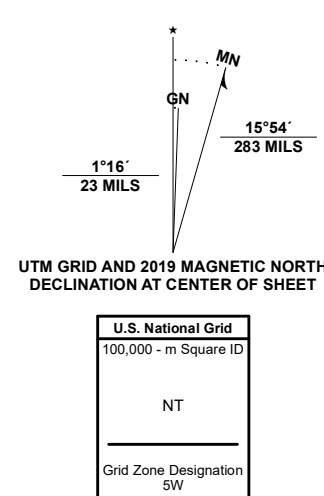 ★
MN
GN
15°54´
283 MILS
1°16´
23 MILS
UTM GRID AND 2019 MAGNETIC NORTH
DECLINATION AT CENTER OF SHEET
U.S. National Grid
100,000 - m Square ID
NT
Grid Zone Designation
5W